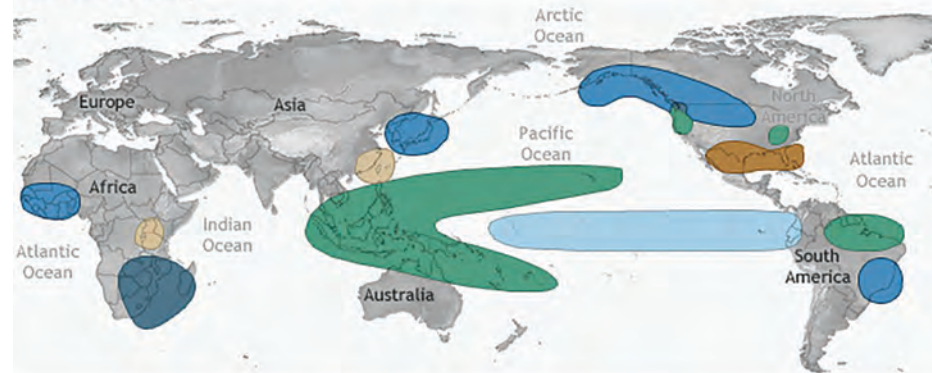 Arctic
Ocean
Europe
Asia
North
America
Pacific
Ocean
Africa
Atlantic
Ocean
Indian
Ocean
Atlantic
Ocean
South
America
Australia